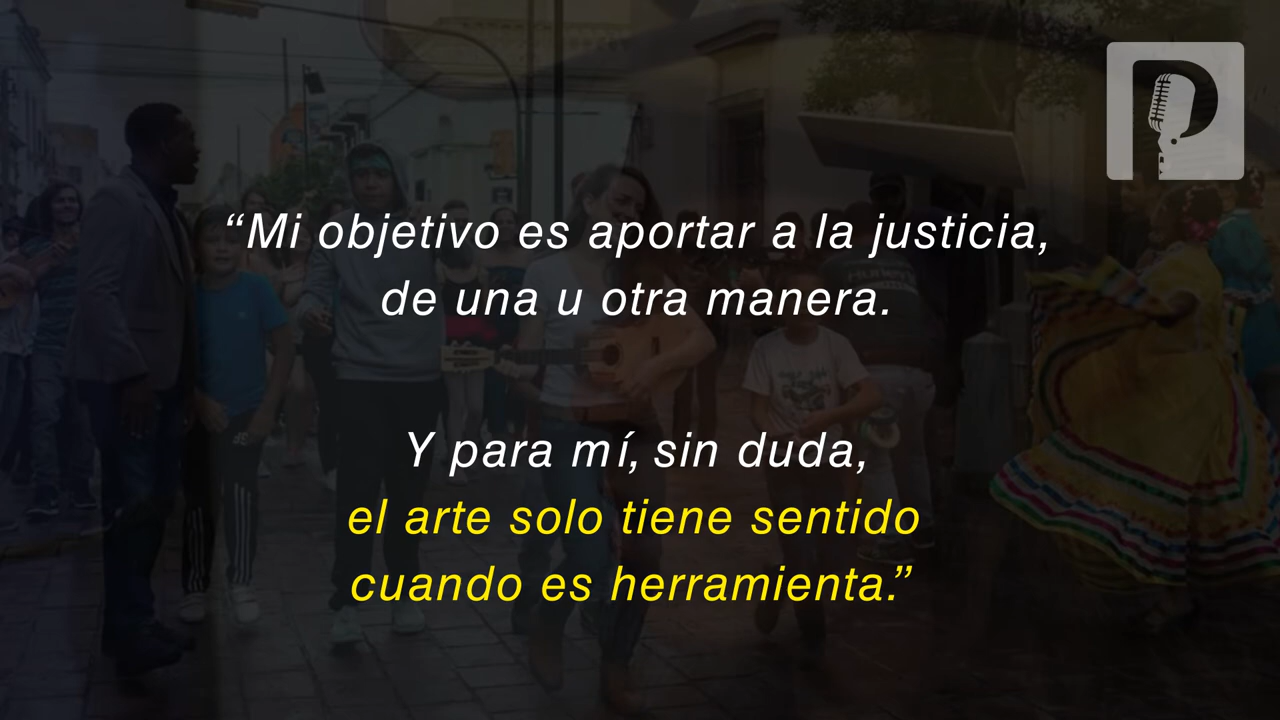 “Mi objetivo es aportar a la justicia,
de una u otra manera.
Y para mí, sin duda,
el arte solo tiene sentido
cuando es herramienta.”